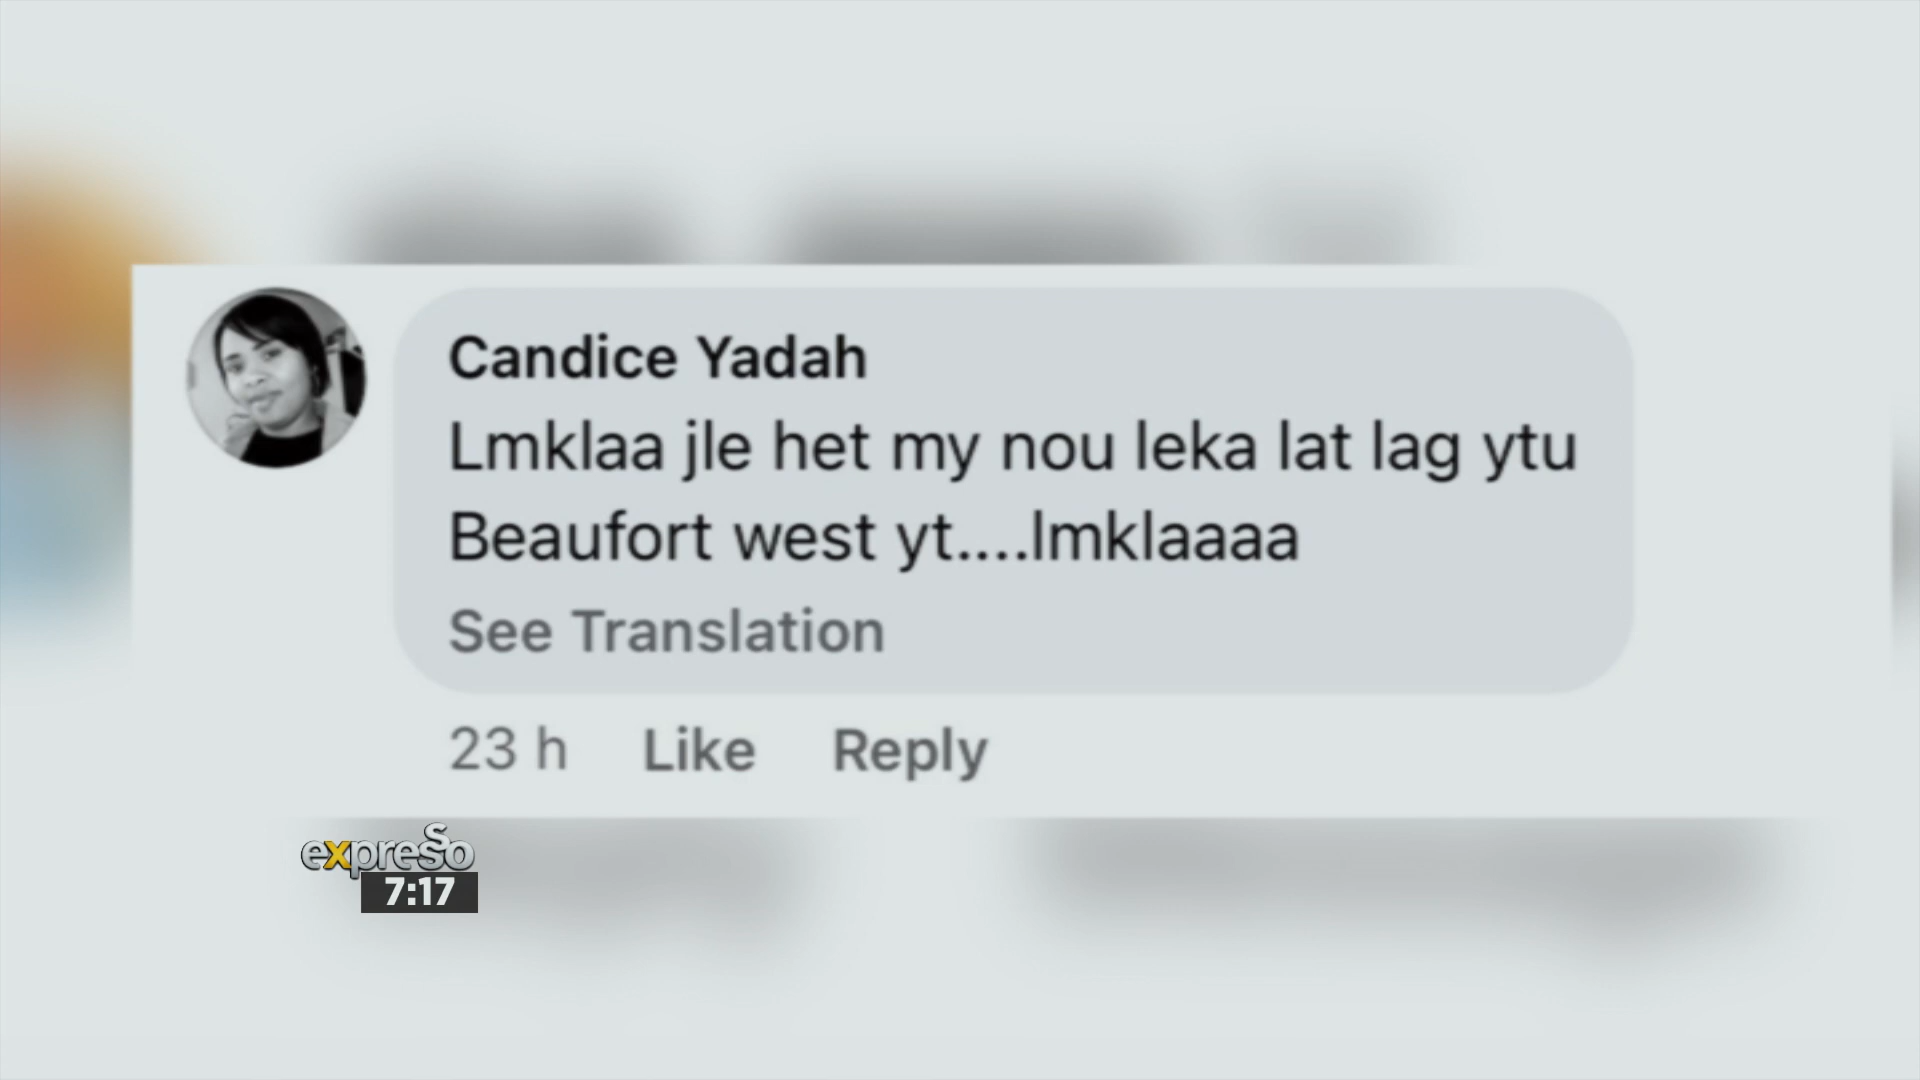 Candice Yadah
Lmklaa jle het my nou leka lat lag ytu
Beaufort west yt....lmklaaaa
See Translation
23 h Like Reply
expresso
7:17